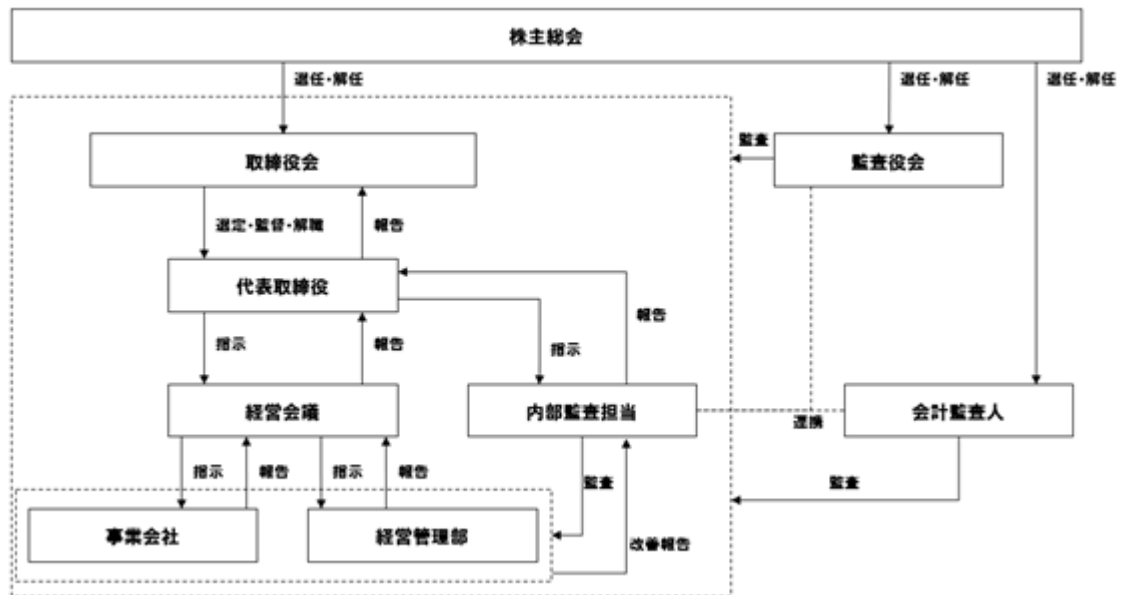 株主総会
選任・解任
選任・解任
選任・解任
取締役会
監査
監査役会
選定・監督・解職
報告
代表取締役
報告
指示
報告
指示
経営会議
内部監査担当
会計監査人
連携
指示
報告
指示
報告
監査
監査
事業会社
経営管理部
改善報告